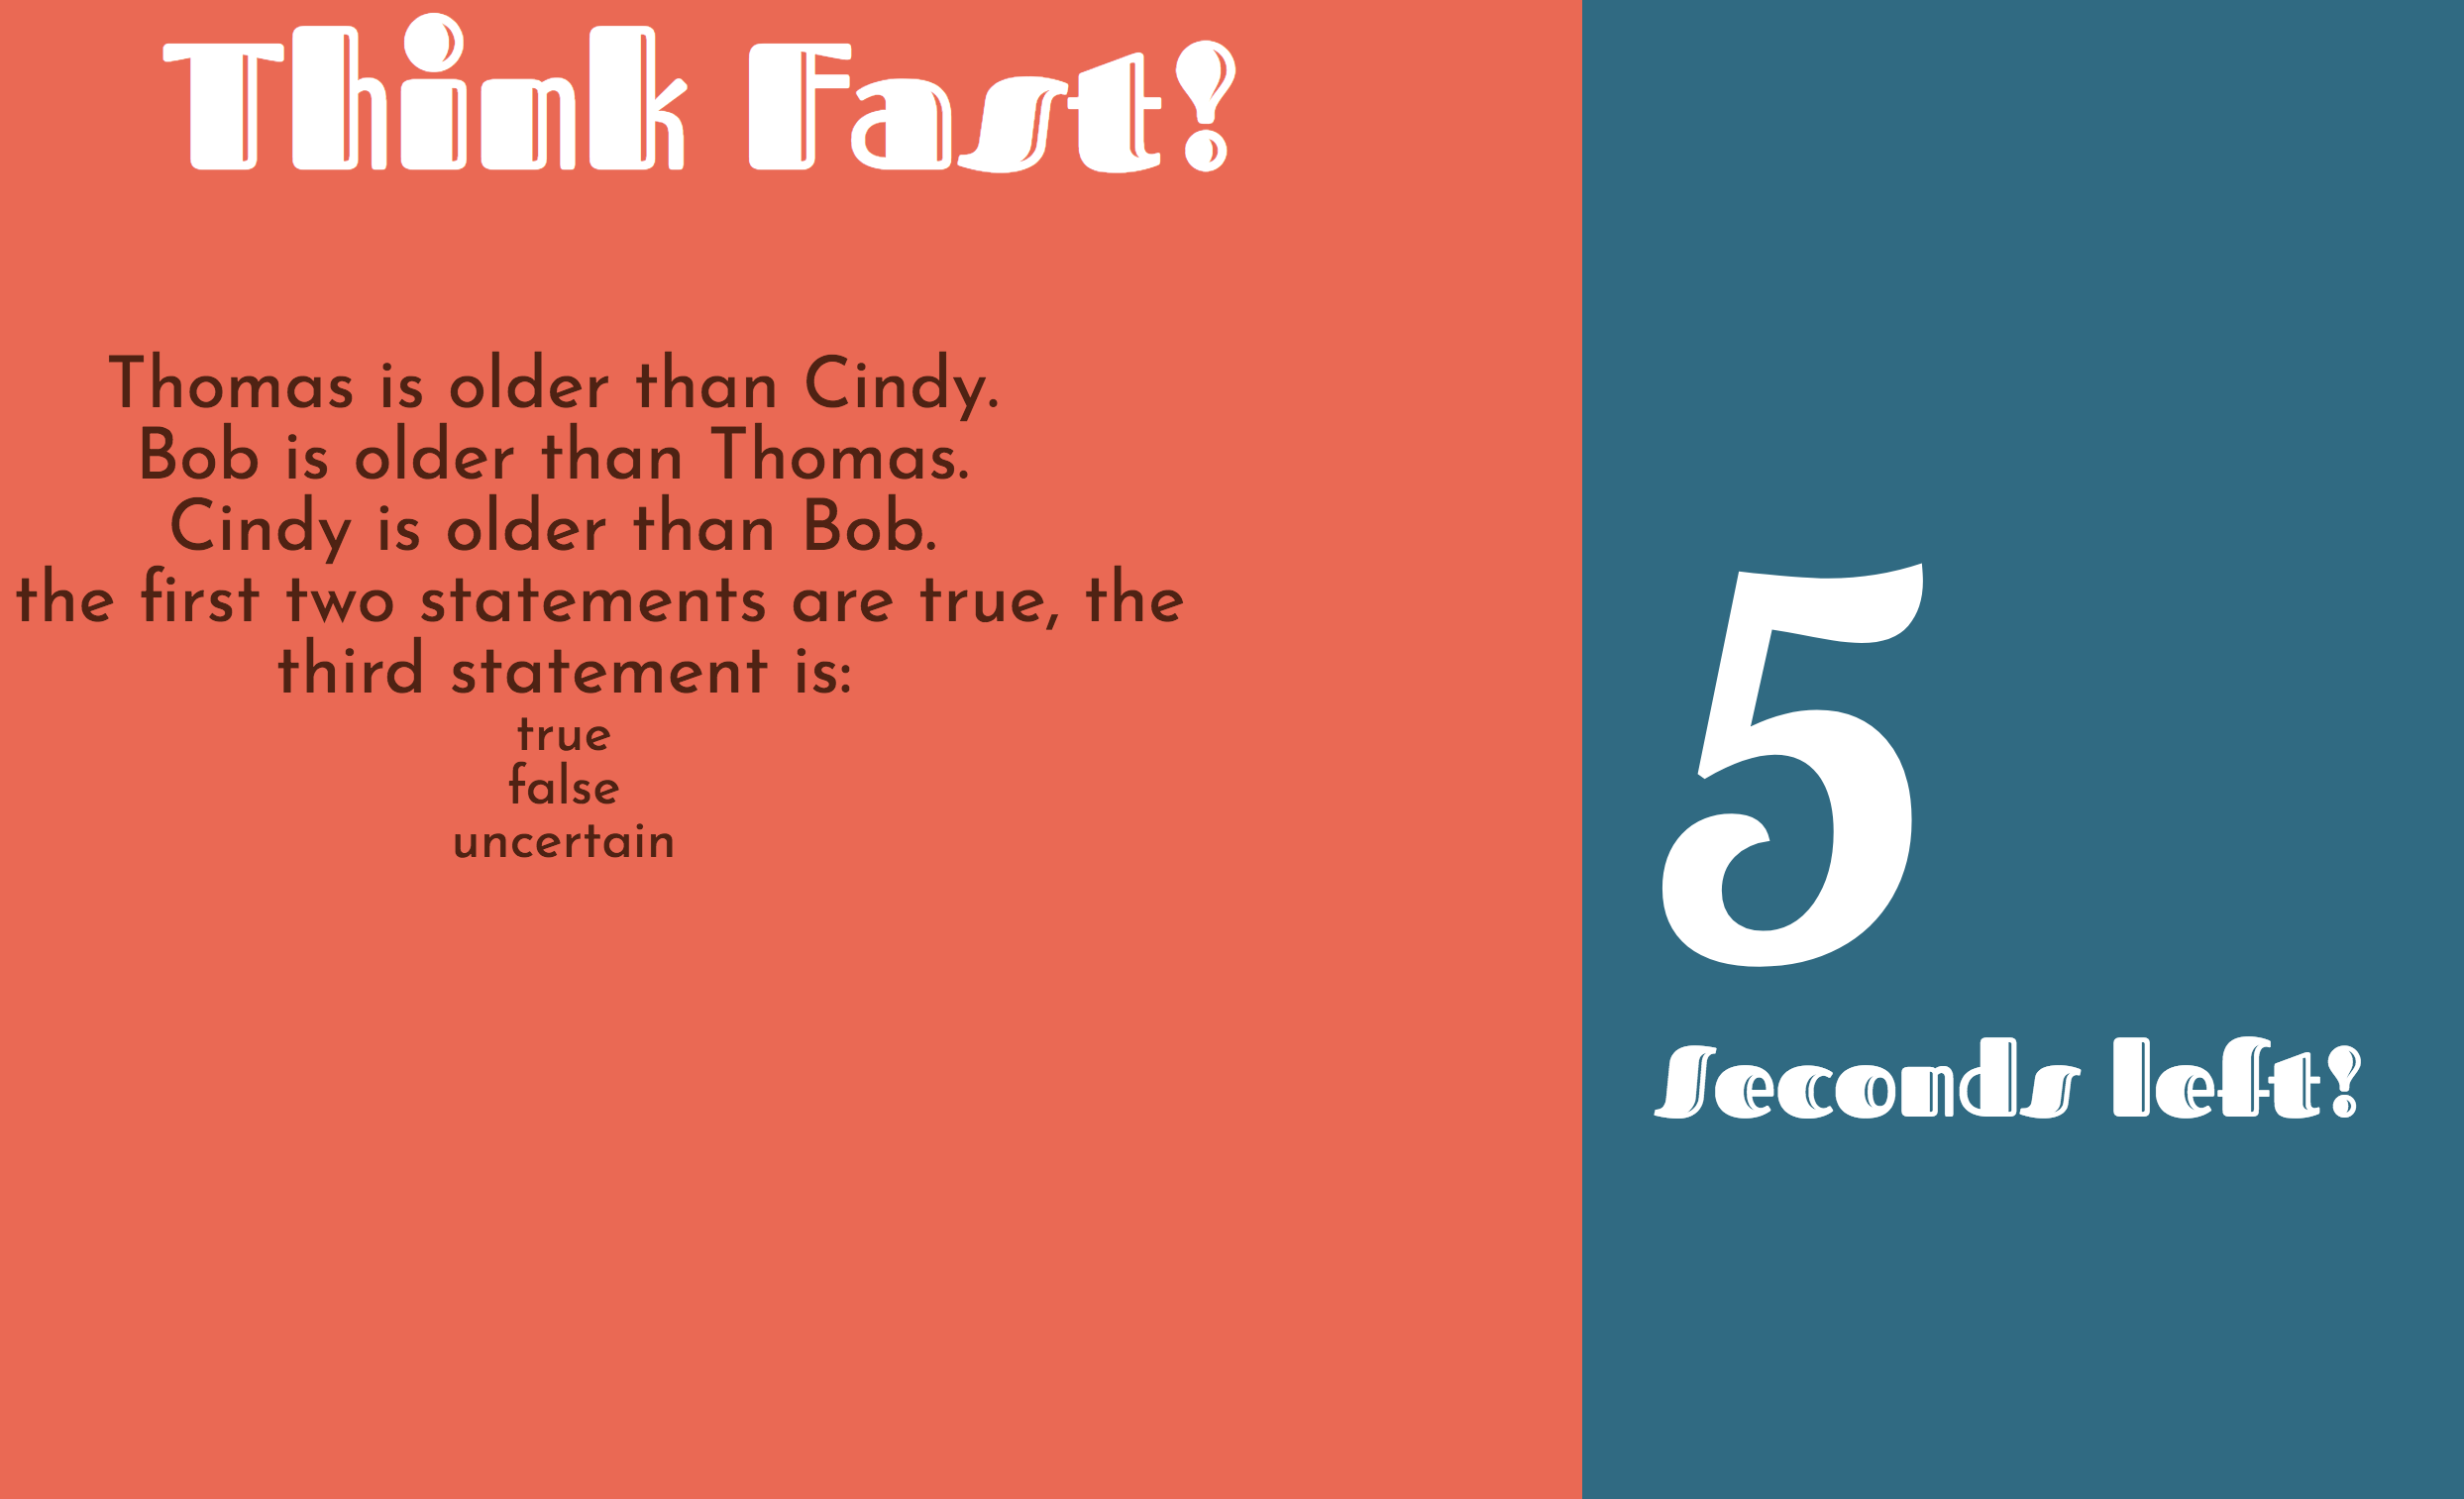 Think Fast!
Thomas is older than Cindy.
Bob is older than Thomas.
Cindy is older than Bob.
the first two statements are true, the
third statement is:
true
false
uncertain
5
Seconds left!